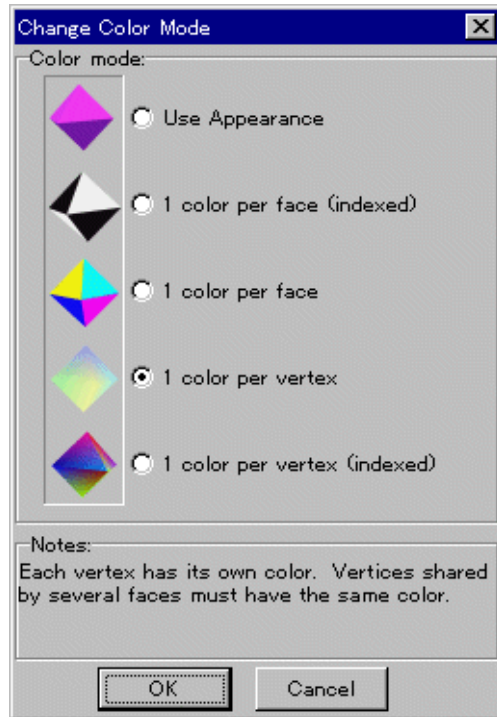 Change Color Mode
Color mode:
Use Appearance
1 color per face (indexed)
1 color per face
1 color per vertex
1 color per vertex (indexed)
Notes:
Each vertex has its own color. Vertices shared
by several faces must have the same color.
OK
Cancel